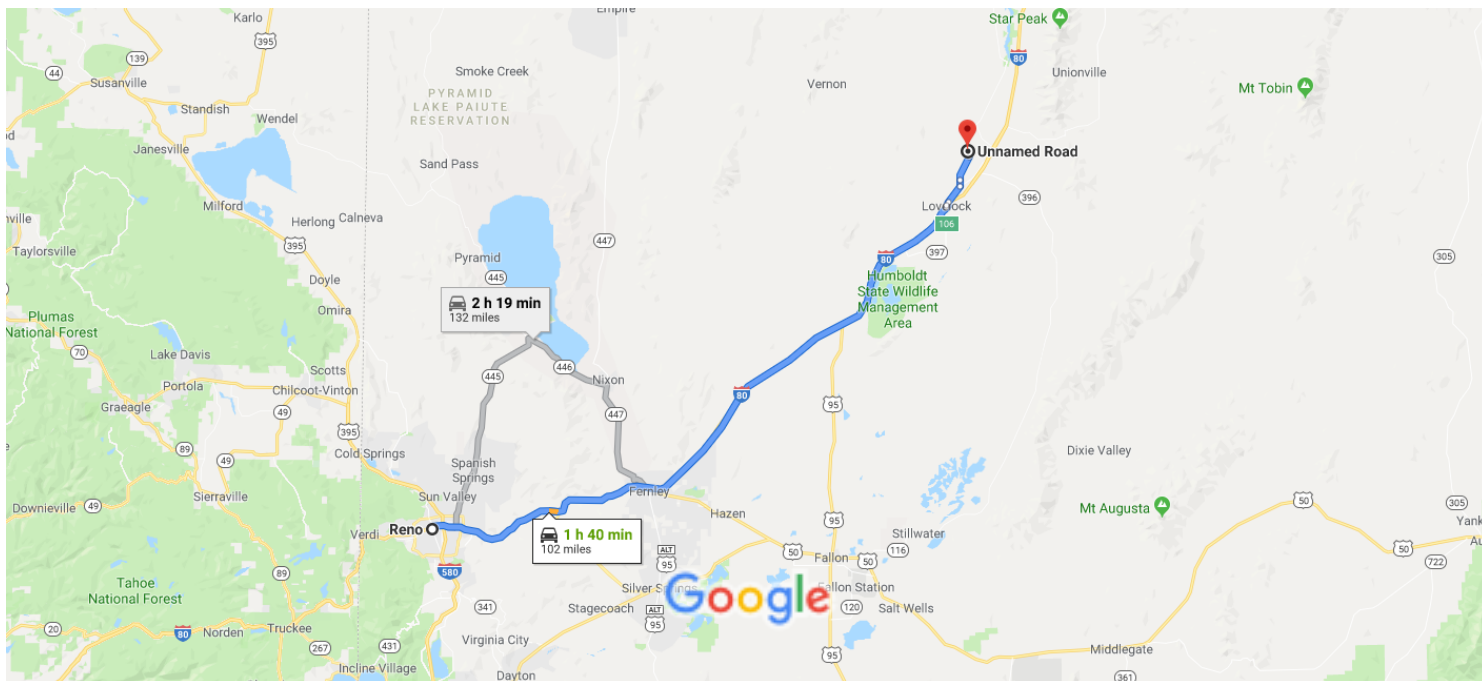 Karlo
Empire
Star Peak
395
80
139
44
Susanville
Smoke Creek
Vernon
Unionville
Mt Tobin
PYRAMID
LAKE PAIUTE
RESERVATION
Standish
Wendel
Janesville
Sand Pass
Unnamed Road
Milford
Herlong
Calneva
Lovelock
396
106
Taylorsville
395
447
397
305
Pyramid
445
80
Doyle
Humboldt
State Wildlife
Management
Area
2 h 19 min
132 miles
Omira
Plumas
National Forest
70
Lake Davis
Scotts
445
446
Portola
Chilcoot-Vinton
Nixon
80
Graeagle
49
447
95
395
89
Cold Springs
Dixie Valley
49
Spanish
Springs
Sierraville
Sun Valley
Fernley
Downieville
49
Mt Augusta
50
305
Hazen
Reno
Verdi
1 h 40 min
102 miles
95
Stillwater
50
116
ALT
95
Fallon
50
50
89
580
722
Tahoe
National Forest
Silver Springs
Fallon Station
Google
341
Stagecoach
ALT
95
120
Salt Wells
20
80
Norden
Truckee
431
267
Virginia City
Middlegate
95
Incline Village
Dayton
361